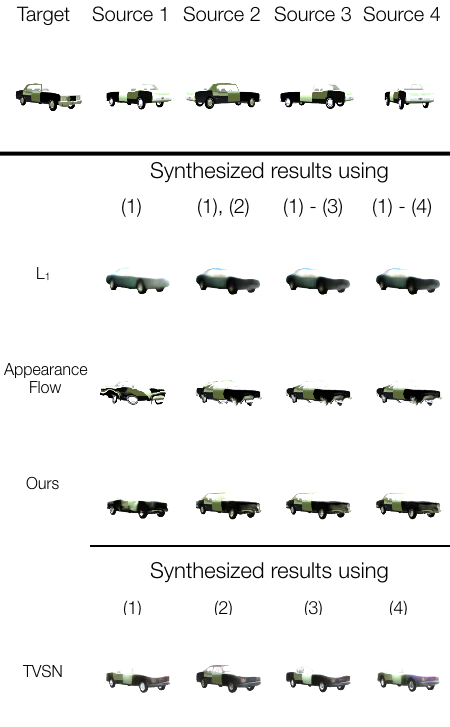 Target Source 1 Source 2 Source 3 Source 4
Synthesized results using
(1) (1), (2) (1) - (3) (1) - (4)
L₁
Appearance
Flow
Ours
Synthesized results using
(1) (2) (3) (4)
TVSN